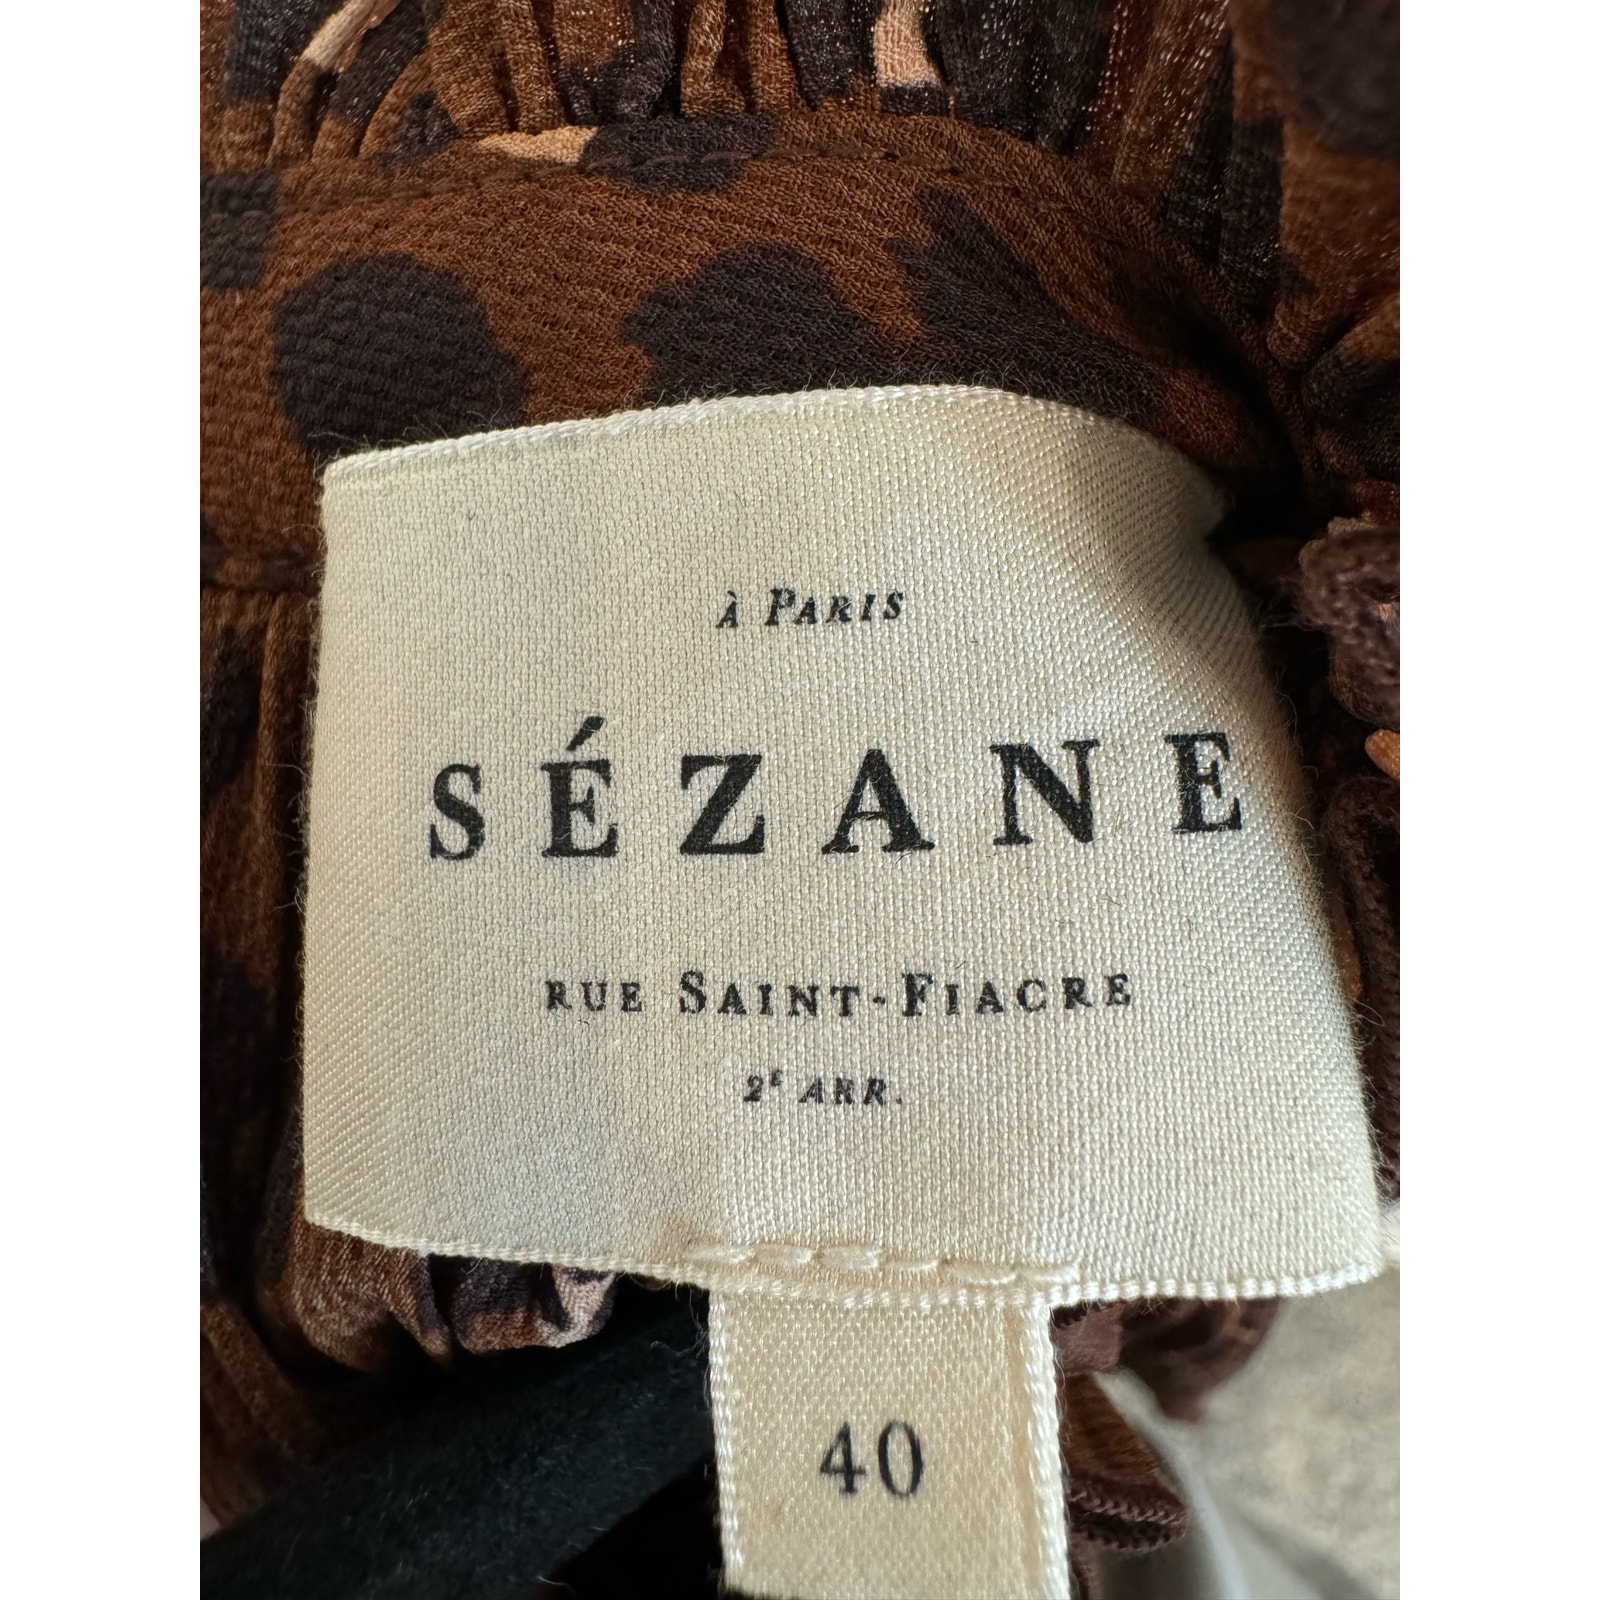 À PARIS
SÉZANE
RUE SAINT-FIACRE
2E ARR.
40